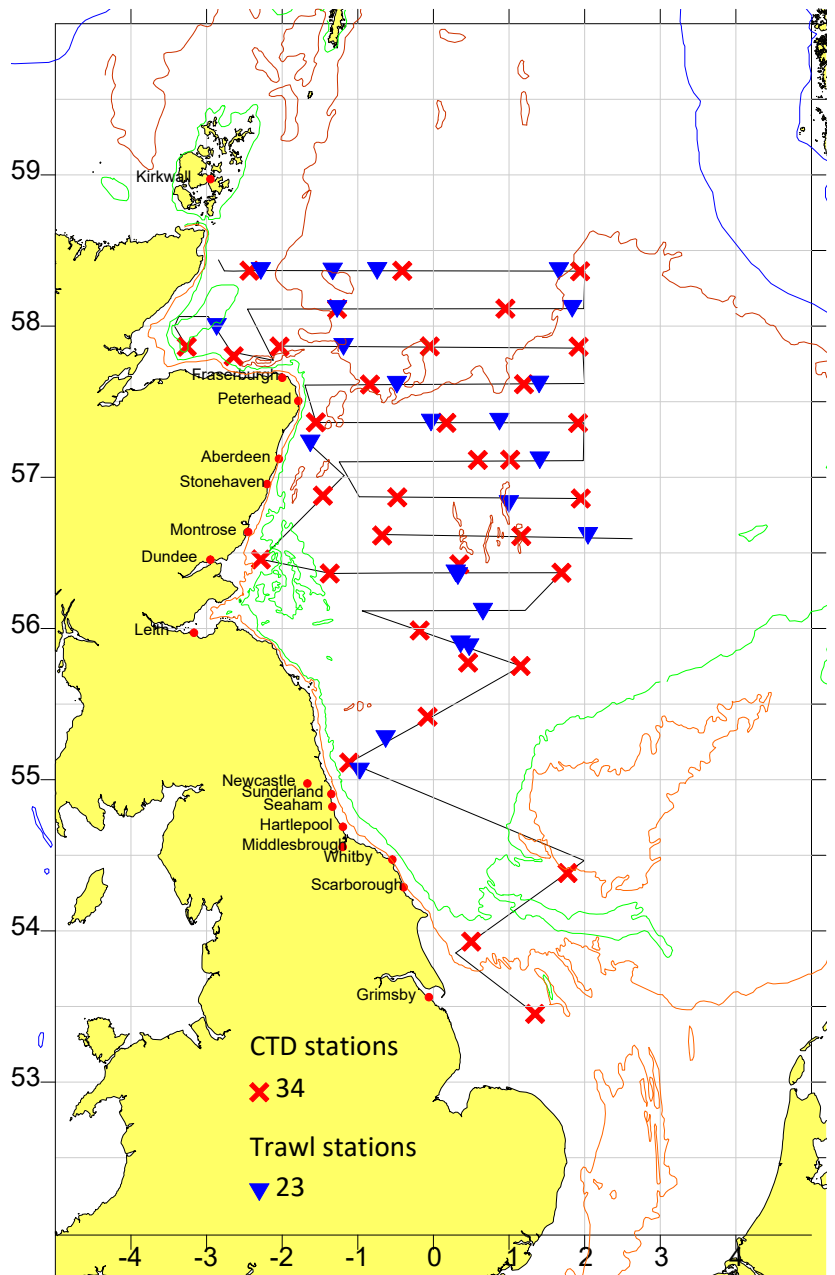 59
Kirkwall
58
Fraserburgh
Peterhead
Aberdeen
57
Stonehaven
Montrose
Dundee
56
Leith
55
Newcastle
Sunderland
Seaham
Hartlepool
Middlesbrough
Whitby
Scarborough
54
Grimsby
CTD stations
53
34
Trawl stations
23
-4 -3 -2 -1 0 1 2 3 4